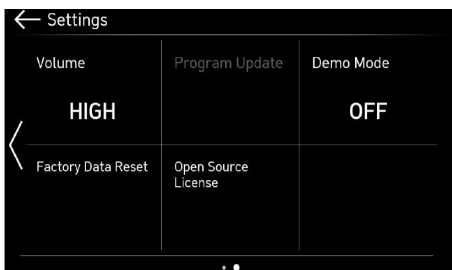 Settings
Volume
Program Update
Demo Mode
HIGH
OFF
Factory Data Reset
Open Source
License